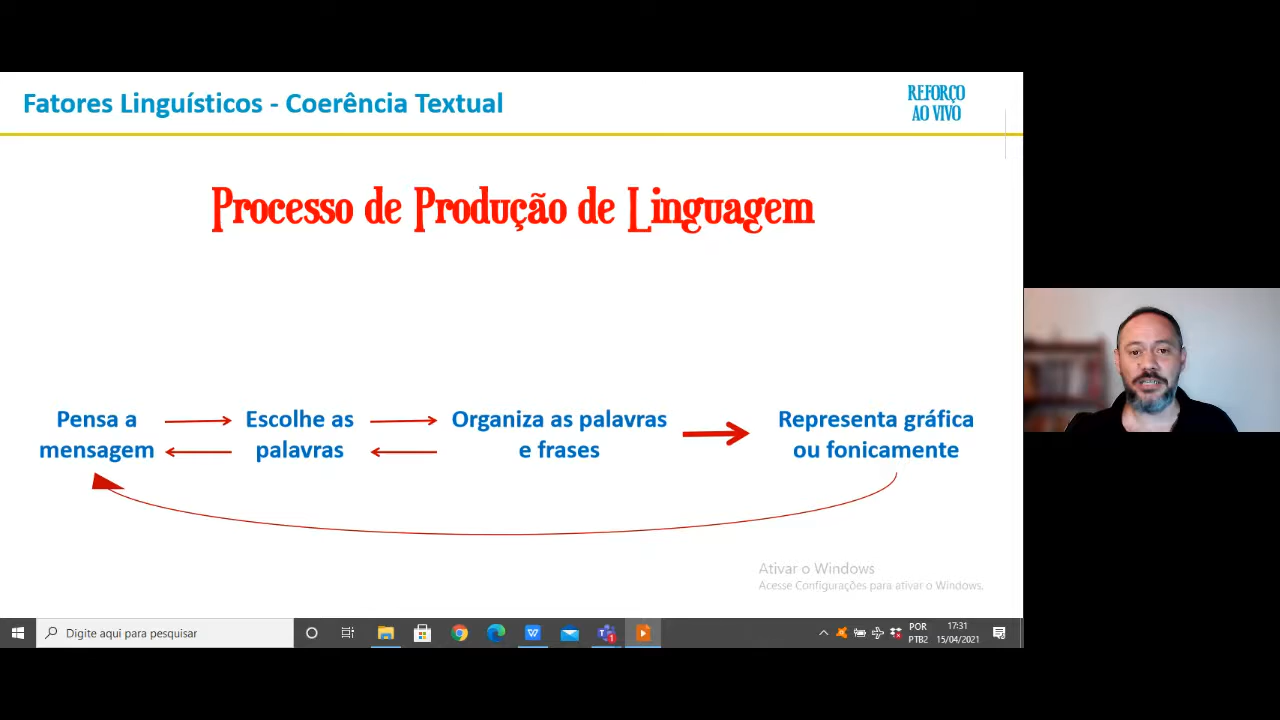 Fatores Linguísticos - Coerência Textual
REFORÇO
AO VIVO
Processo de Produção de Linguagem
Pensa a
mensagem
Escolhe as
palavras
Organiza as palavras
e frases
Representa gráfica
ou fonicamente
Ativar o Windows
Acesse Configurações para ativar o Windows.
Digite aqui para pesquisar
POR
PTB2
17:31
15/04/2021